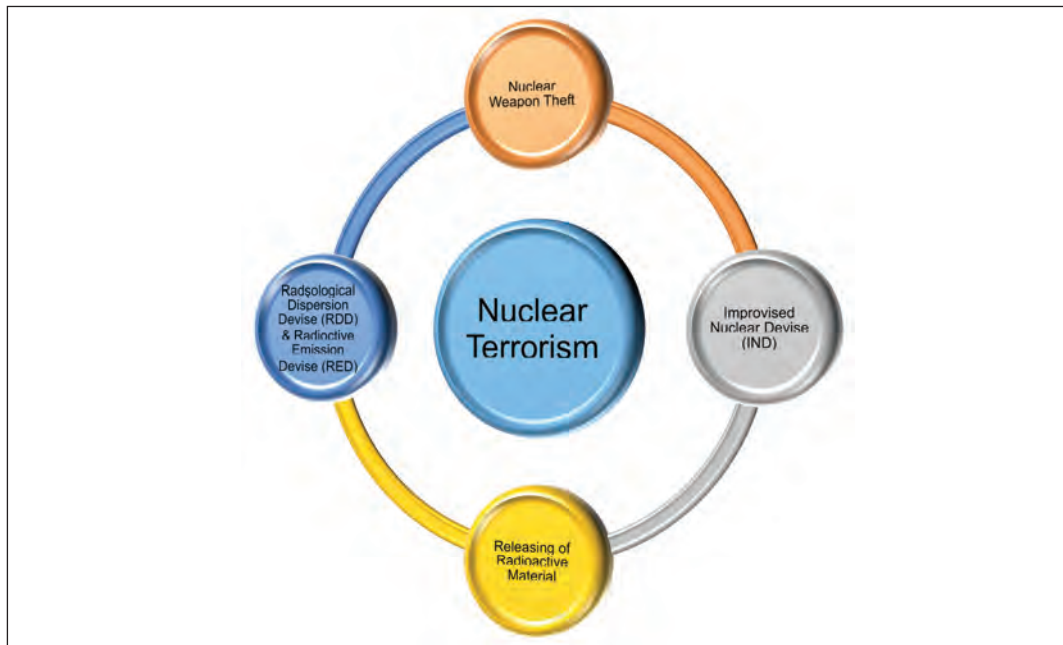 Nuclear
Weapon Theft
Radsological
Dispersion
Devise (RDD)
& Radioctive
Emission
Devise (RED)
Nuclear
Terrorism
Improvised
Nuclear Devise
(IND)
Releasing of
Radioactive
Material